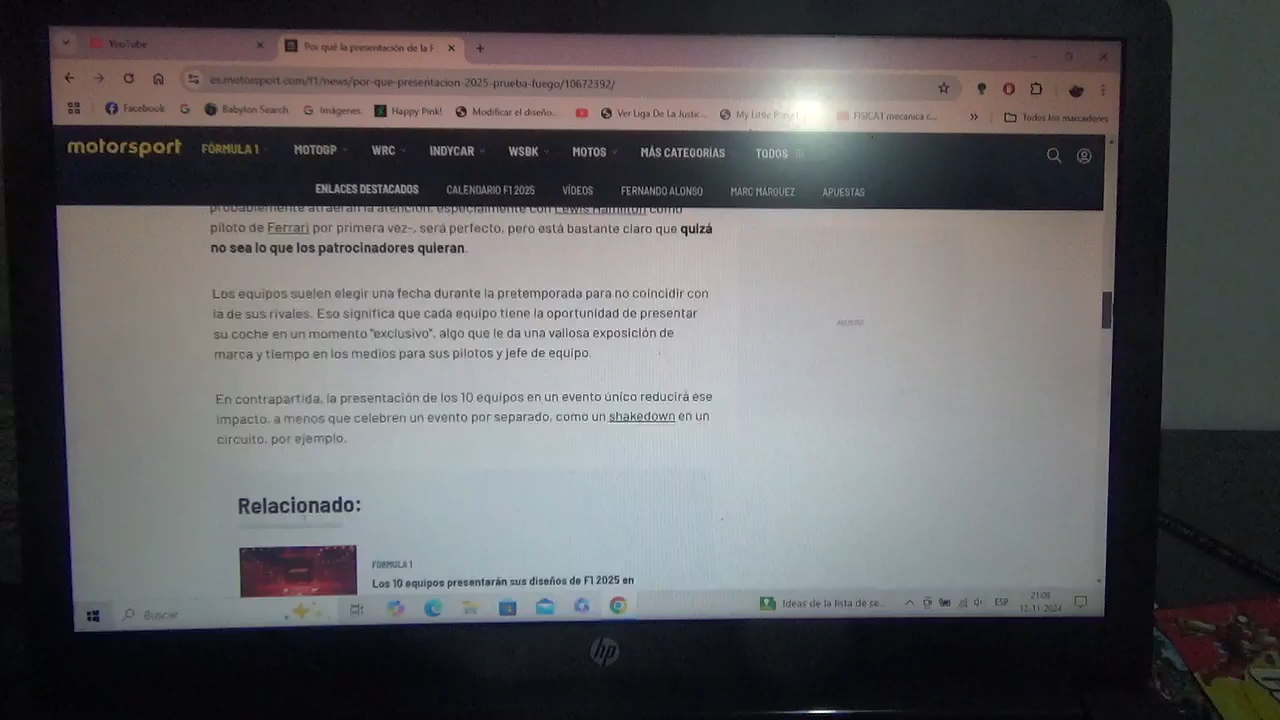 YouTube
Por qué la presentación de la F
es.motorsport.com/f1/news/por-que-presentacion-2025-prueba-fuego/10672392/
Facebook
Babylon Search
Imágenes
Happy Pink!
Modificar el diseño...
Ver Liga De La Justic...
My Little
FISICA1 mecanica c...
»
Todos los marcadores
motorsport
FÓRMULA 1
MOTOGP
WRC
INDYCAR
WSBK
MOTOS
MÁS CATEGORÍAS
TODOS
ENLACES DESTACADOS
CALENDARIO F1 2025
VÍDEOS
FERNANDO ALONSO
MARC MÁRQUEZ
APUESTAS
probablemente atraerán la atención, especialmente con Lewis Hamilton como
piloto de Ferrari por primera vez-, será perfecto, pero está bastante claro que quizá
no sea lo que los patrocinadores quieran.
Los equipos suelen elegir una fecha durante la pretemporada para no coincidir con
la de sus rivales. Eso significa que cada equipo tiene la oportunidad de presentar
su coche en un momento "exclusivo", algo que le da una valiosa exposición de
marca y tiempo en los medios para sus pilotos y jefe de equipo.
En contrapartida, la presentación de los 10 equipos en un evento único reducirá ese
impacto, a menos que celebren un evento por separado, como un shakedown en un
circuito, por ejemplo.
Relacionado:
FÓRMULA 1
Los 10 equipos presentarán sus diseños de F1 2025 en
Buscar
Ideas de la lista de se...
ESP
21:08
12-11-2024
hp